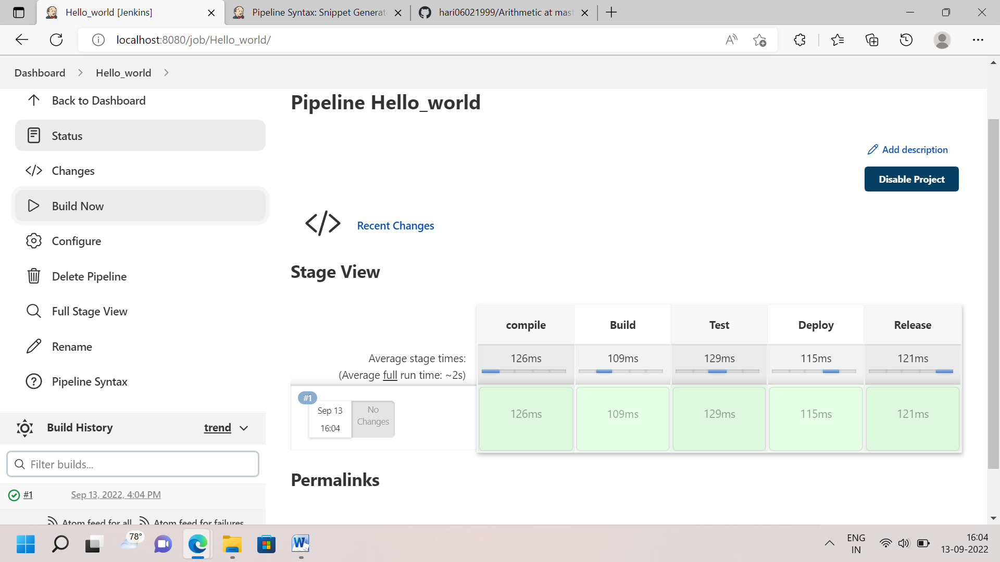 Hello_world [Jenkins]
Pipeline Syntax: Snippet Generat
hari06021999/Arithmetic at mast
localhost:8080/job/Hello_world/
Dashboard
Hello_world
Back to Dashboard
Status
Changes
Build Now
Configure
Delete Pipeline
Full Stage View
Rename
Pipeline Syntax
Build History
trend
Filter builds...
#1
Sep 13, 2022, 4:04 PM
Atom feed for all
Atom feed for failures
Pipeline Hello_world
Add description
Disable Project
</>
Recent Changes
Stage View
compile
Build
Test
Deploy
Release
Average stage times:
(Average full run time: ~2s)
126ms
109ms
129ms
115ms
121ms
#1
Sep 13
16:04
No
Changes
126ms
109ms
129ms
115ms
121ms
Permalinks
78°
W
ENG
IN
16:04
13-09-2022